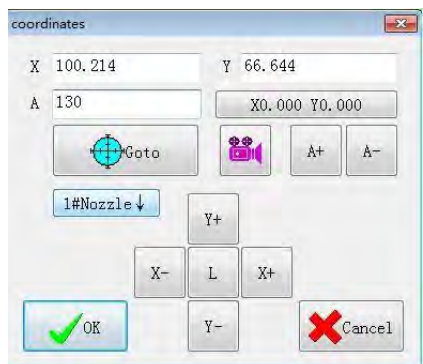 coordinates
X 100.214 Y 66.644
A 130 X0.000 Y0.000
Goto A+ A-
1#Nozzle↓
Y+
X- L X+
OK Y- Cancel